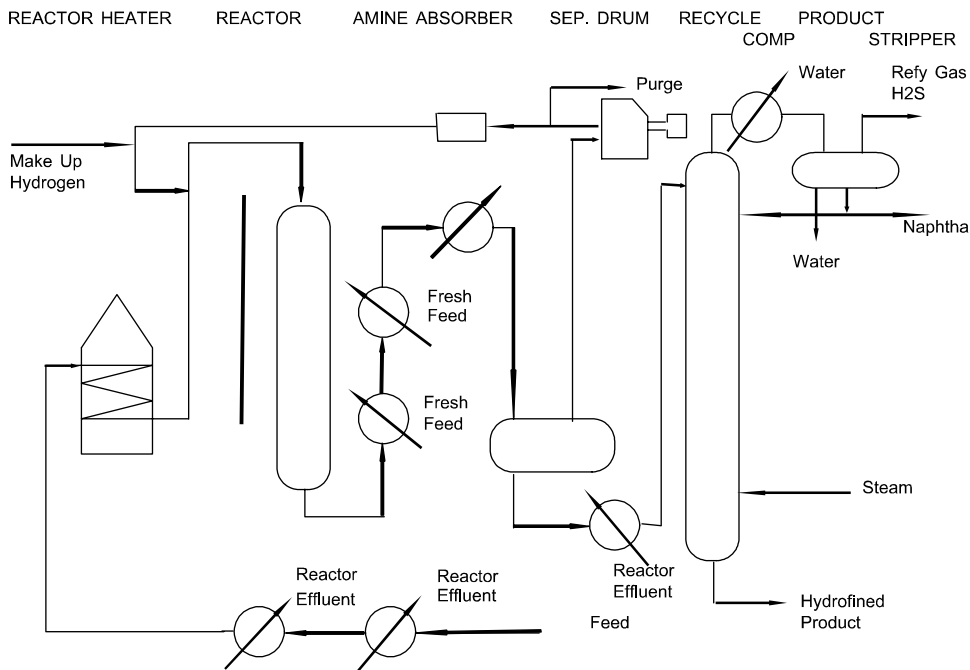 REACTOR HEATER REACTOR AMINE ABSORBER SEP. DRUM RECYCLE PRODUCT
COMP STRIPPER
Water
Refy Gas
H2S
Purge
Make Up
Hydrogen
Naphtha
Water
Fresh
Feed
Fresh
Feed
Steam
Reactor
Effluent
Reactor
Effluent
Reactor
Effluent
Feed
Hydrofined
Product